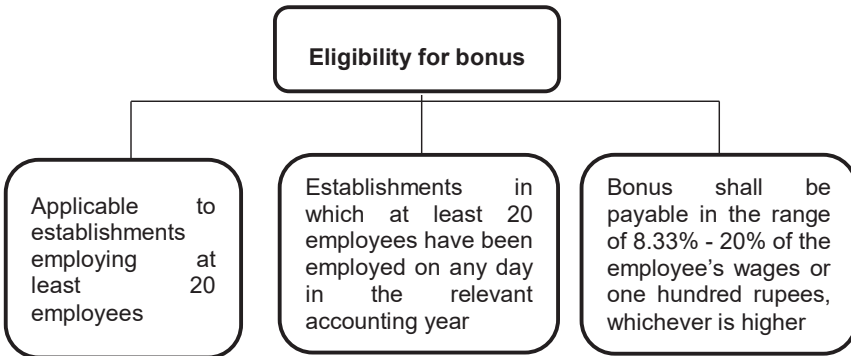 Eligibility for bonus
Applicable to
establishments
employing at
least 20
employees
Establishments in
which at least 20
employees have been
employed on any day
in the relevant
accounting year
Bonus shall be
payable in the range
of 8.33% - 20% of the
employee’s wages or
one hundred rupees,
whichever is higher